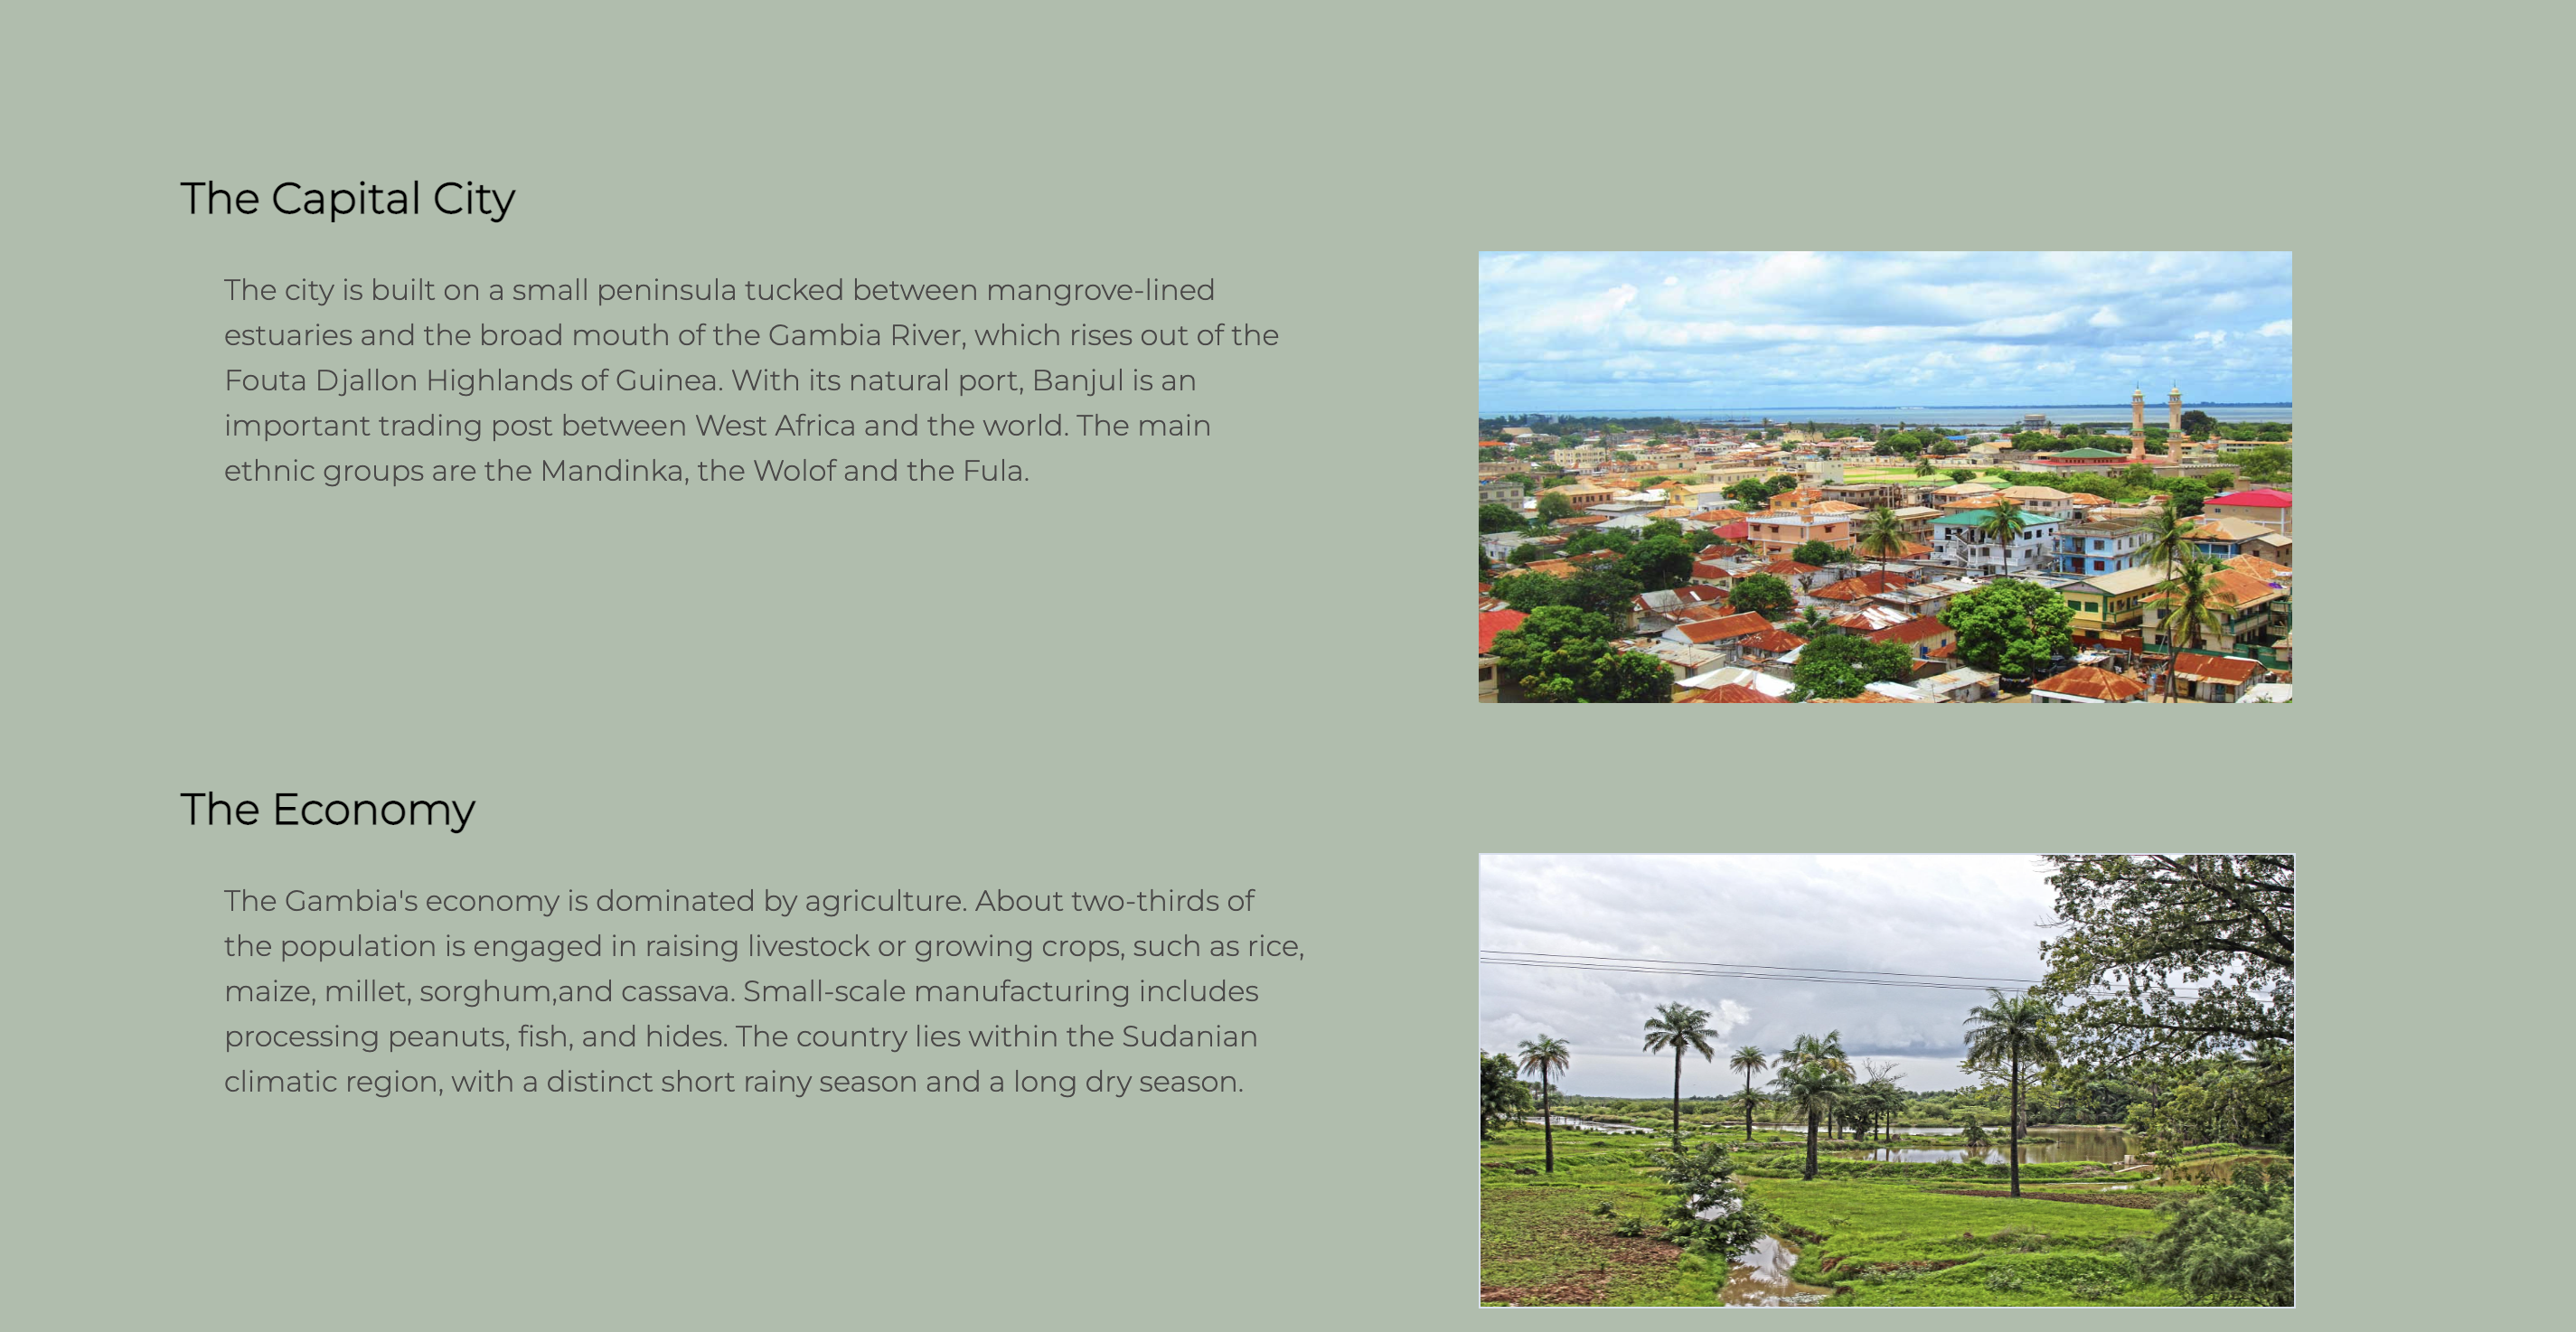 The Capital City
The city is built on a small peninsula tucked between mangrove-lined
estuaries and the broad mouth of the Gambia River, which rises out of the
Fouta Djallon Highlands of Guinea. With its natural port, Banjul is an
important trading post between West Africa and the world. The main
ethnic groups are the Mandinka, the Wolof and the Fula.
The Economy
The Gambia's economy is dominated by agriculture. About two-thirds of
the population is engaged in raising livestock or growing crops, such as rice,
maize, millet, sorghum,and cassava. Small-scale manufacturing includes
processing peanuts, fish, and hides. The country lies within the Sudanian
climatic region, with a distinct short rainy season and a long dry season.